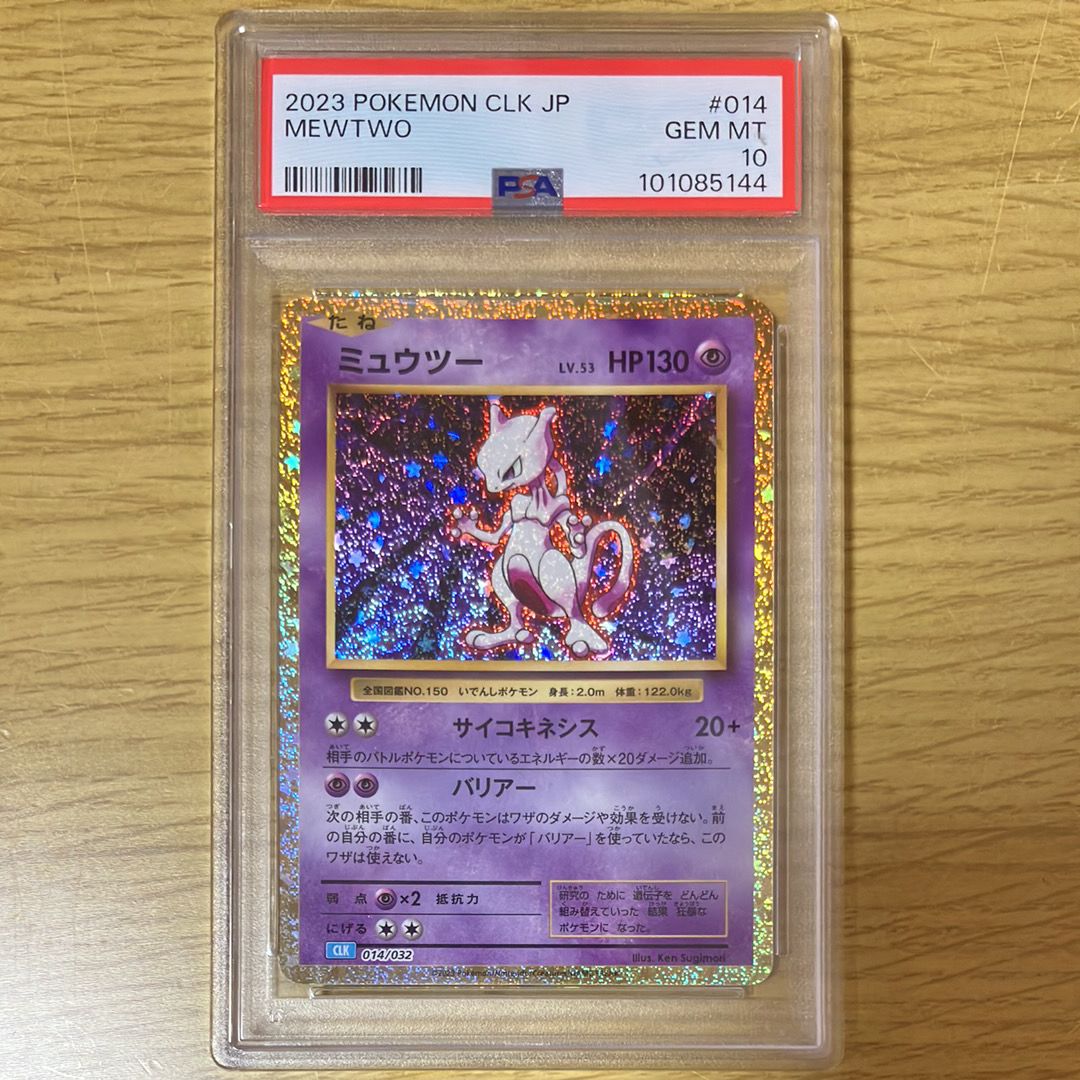 2023 POKEMON CLK JP #014
MEWTWO GEM MT
10
PSA 101085144
たね
ミュウツー LV.53 HP130
全国図鑑NO.150 いでんしポケモン 身長:2.0m 体重:122.0kg
サイコキネシス 20+
相手のバトルポケモンについているエネルギーの数×20ダメージ追加。
バリアー
次の相手の番、このポケモンはワザのダメージや効果を受けない。前
の自分の番に、自分のポケモンが「バリアー」を使っていたなら、この
ワザは使えない。
弱点 ×2 抵抗力
にげる
研究の ために 遺伝子を どんどん
組み替えていった 結果 狂暴な
ポケモンに なった。
CLK 014/032
Illus. Ken Sugimori
©2023 Pokémon/Nintendo/Creatures/GAME FREAK